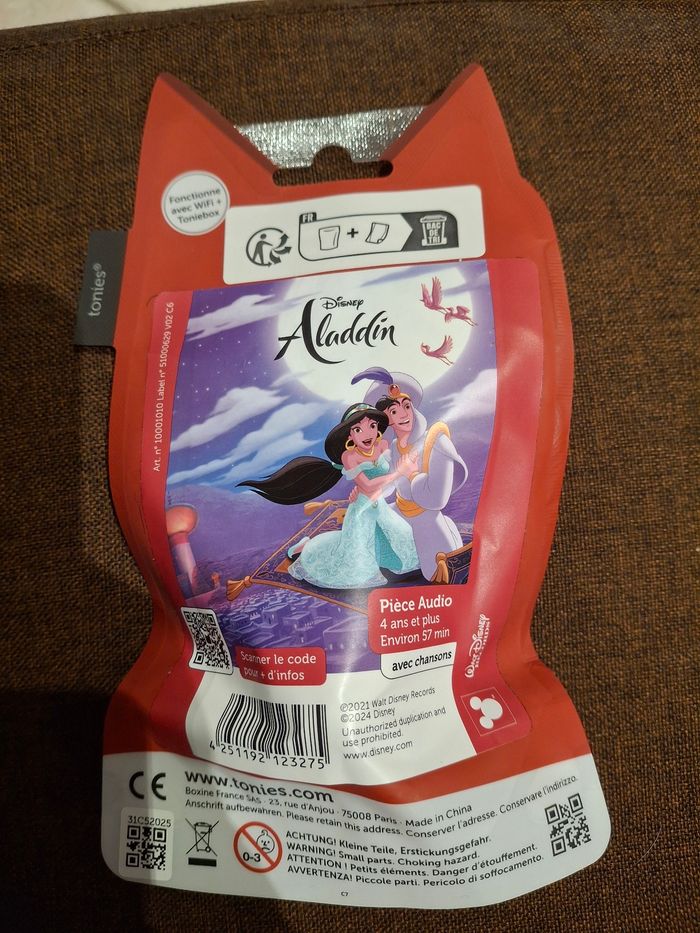 Fonctionne
avec WiFi +
Toniebox
FR
+
BAC
DE
TRI
tonies®
Art. n° 10001010 Label n° 51000629 V02 C6
Disney
Aladdin
Pièce Audio
4 ans et plus
Environ 57 min
avec chansons
Scanner le code
pour + d'infos
Walt Disney
Records
4 251192 123275
©2021 Walt Disney Records
©2024 Disney
Unauthorized duplication and
use prohibited.
www.disney.com
CE
www.tonies.com
Boxine France SAS · 23, rue d'Anjou · 75008 Paris · Made in China
Anschrift aufbewahren. Please retain this address. Conserver l'adresse. Conservare l'indirizzo.
31C52025
0-3
ACHTUNG! Kleine Teile, Erstickungsgefahr.
WARNING! Small parts. Choking hazard.
ATTENTION ! Petits éléments. Danger d'étouffement.
AVVERTENZA! Piccole parti. Pericolo di soffocamento.
C7